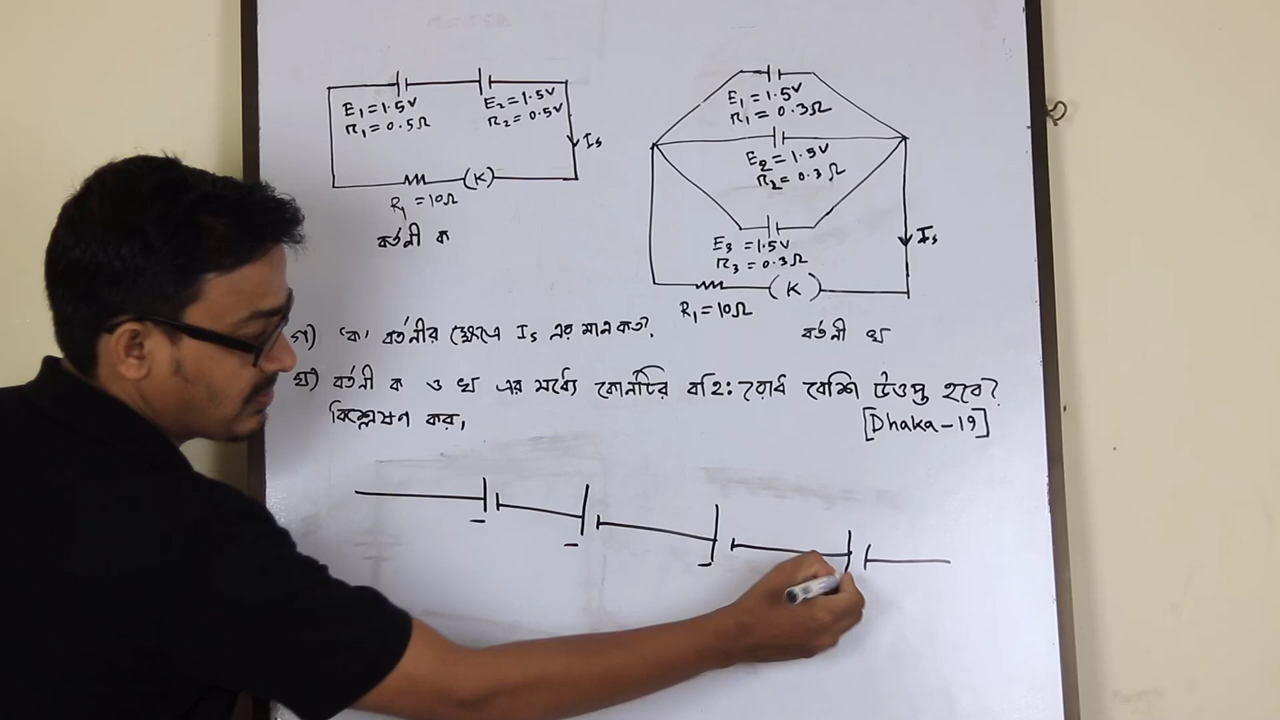 E₁ = 1.5V
r₁ = 0.5Ω
E₂ = 1.5V
r₂ = 0.5V
Is
(K)
R₁ = 10Ω
বর্তনী ক
E₁ = 1.5V
r₁ = 0.3Ω
E₂ = 1.5V
r₂ = 0.3Ω
E₃ = 1.5V
r₃ = 0.3Ω
Is
(K)
R₁ = 10Ω
বর্তনী খ
গ) 'ক' বর্তনীর ক্ষেত্রে Is এর মান কত?
ঘ) বর্তনী ক ও খ এর মধ্যে কোনটির বহিঃ রোধ বেশি উত্তপ্ত হবে?
বিশ্লেষণ কর,
[Dhaka-19]